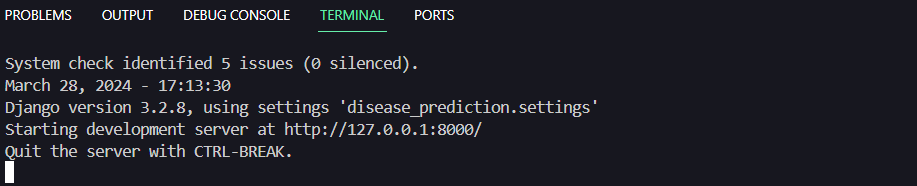 PROBLEMS OUTPUT DEBUG CONSOLE TERMINAL PORTS
System check identified 5 issues (0 silenced).
March 28, 2024 - 17:13:30
Django version 3.2.8, using settings 'disease_prediction.settings'
Starting development server at http://127.0.0.1:8000/
Quit the server with CTRL-BREAK.